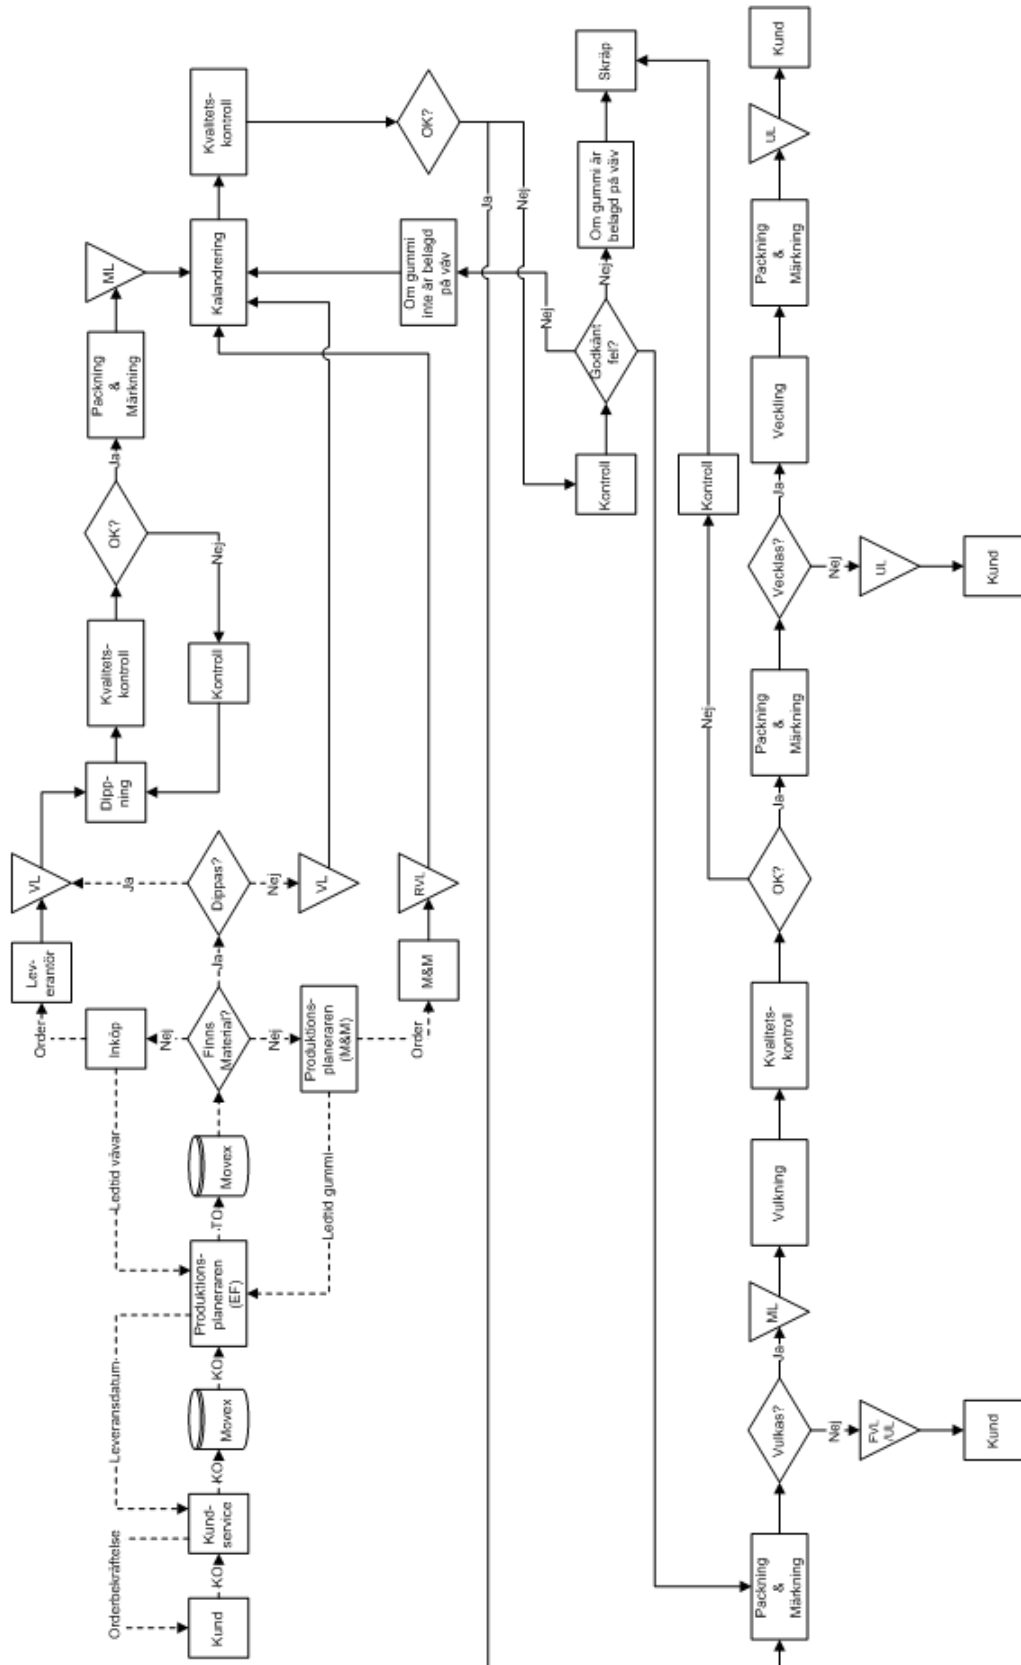 Orderbekräftelse
Leveransdatum
Ledtid vävar
Order
Lev-
erantör
VL
Kund
KO
Kund-
service
KO
Movex
KO
Produktions-
planeraren
(EF)
TO
Movex
Finns
Material?
Nej
Inköp
Nej
Ja
Dippas?
Ja
Nej
VL
Ledtid gummi
Produktions-
planeraren
(M&M)
Order
M&M
RVL
Dipp-
ning
Kvalitets-
kontroll
OK?
Ja
Nej
Kontroll
Packning
&
Märkning
ML
Kalandrering
Kvalitets-
kontroll
OK?
Ja
Nej
Om gummi
inte är belagd
på väv
Kontroll
Godkänt
fel?
Nej
Nej
Om gummi är
belagd på väv
Skräp
Kontroll
Nej
Packning
&
Märkning
Vulkas?
Ja
ML
Vulkning
Kvalitets-
kontroll
OK?
Ja
Packning
&
Märkning
Vecklas?
Ja
Veckling
Packning
&
Märkning
UL
Kund
Nej
FVL
/UL
Kund
Nej
UL
Kund